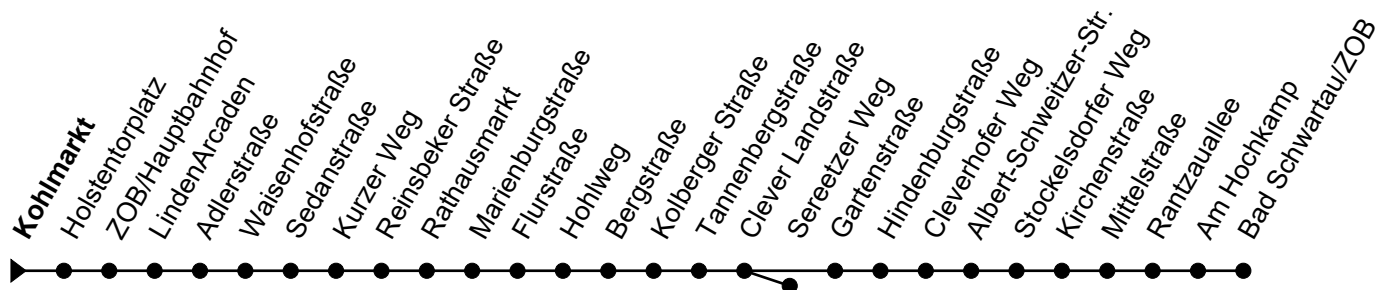 Kohlmarkt
Holstentorplatz
ZOB/Hauptbahnhof
LindenArcaden
Adlerstraße
Waisenhofstraße
Sedanstraße
Kurzer Weg
Reinsbeker Straße
Rathausmarkt
Marienburgstraße
Flurstraße
Hohlweg
Bergstraße
Kolberger Straße
Tannenbergstraße
Clever Landstraße
Sereetzer Weg
Gartenstraße
Hindenburgstraße
Cleverhofer Weg
Albert-Schweitzer-Str.
Stockelsdorfer Weg
Kirchenstraße
Mittelstraße
Rantzauallee
Am Hochkamp
Bad Schwartau/ZOB